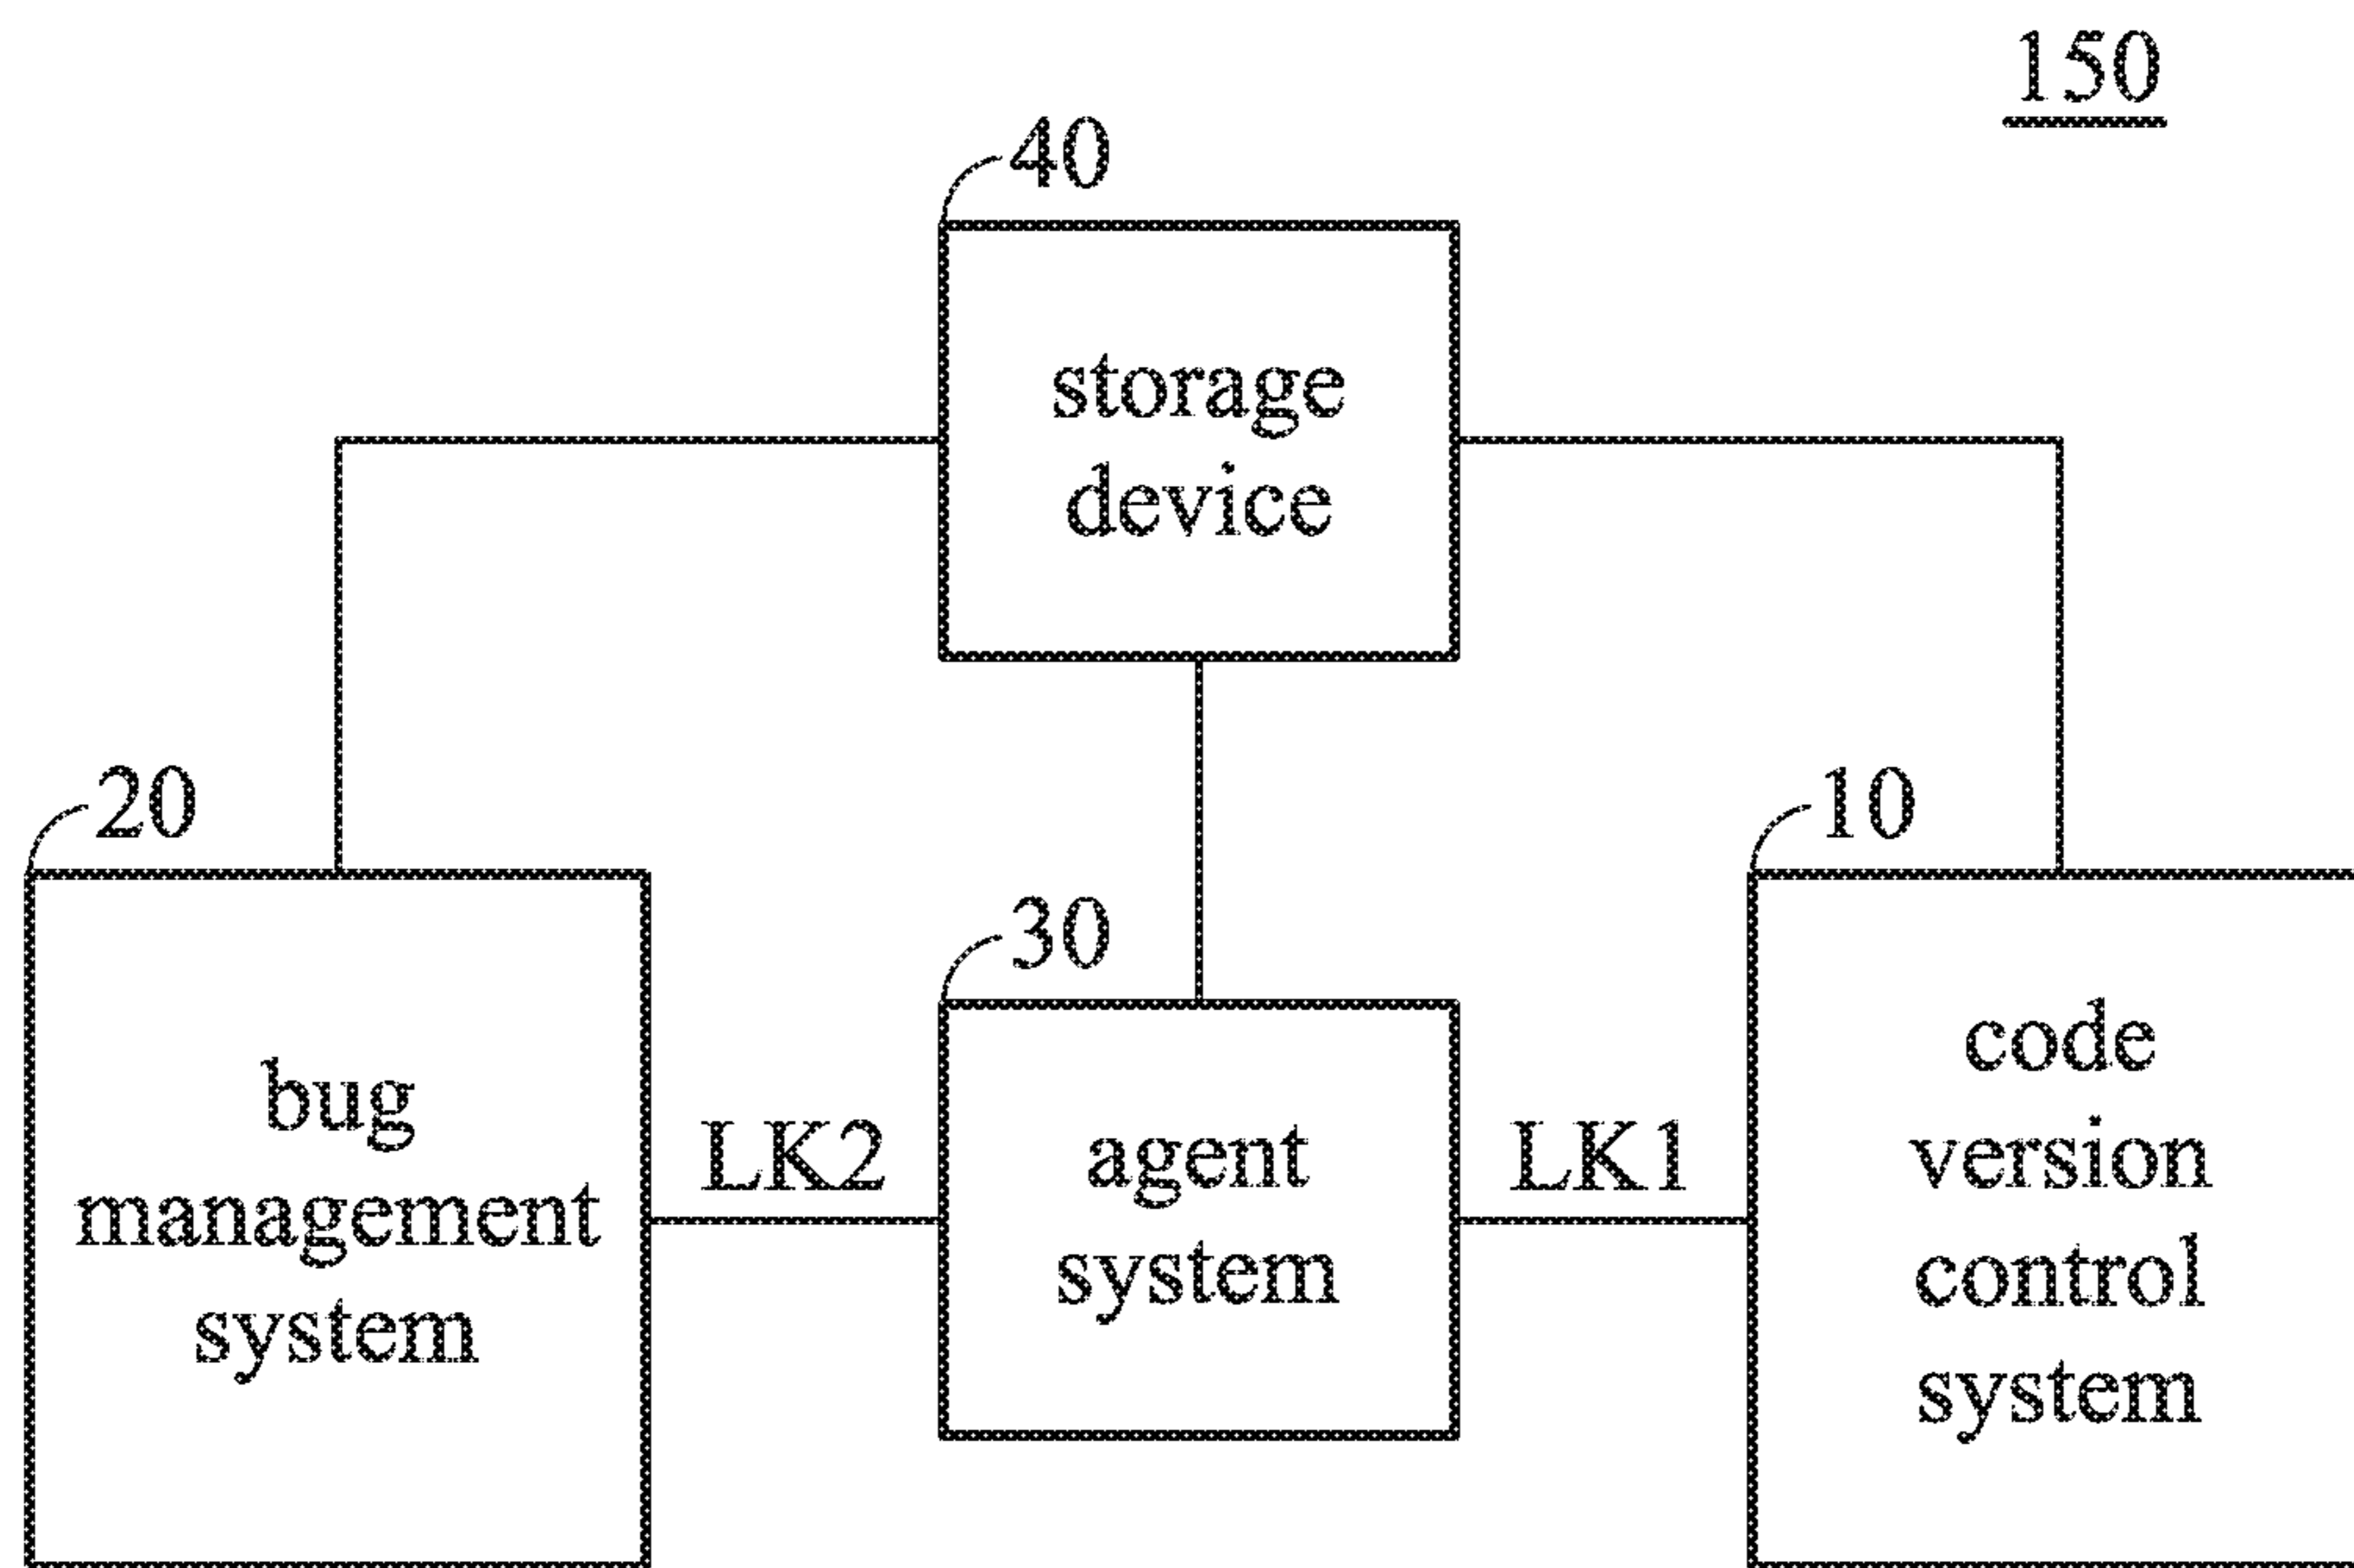 150
40
storage
device
20
10
30
bug
management
system
LK2
agent
system
LK1
code
version
control
system